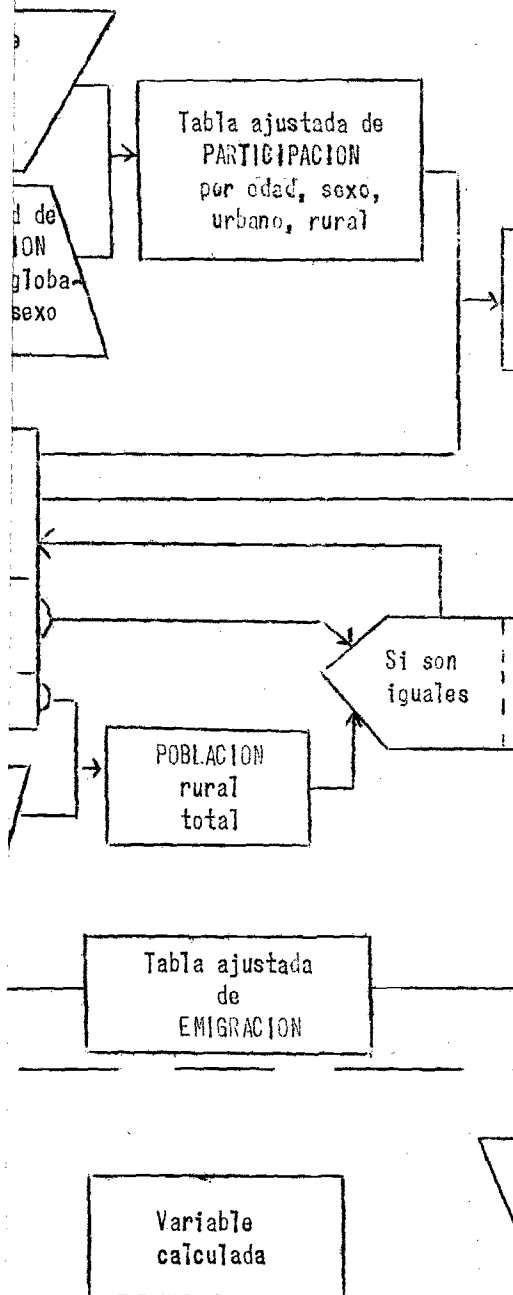 Tabla ajustada de
PARTICIPACION
por edad, sexo,
urbano, rural
d de
ION
globa-
sexo
Si son
iguales
POBLACION
rural
total
Tabla ajustada
de
EMIGRACION
Variable
calculada